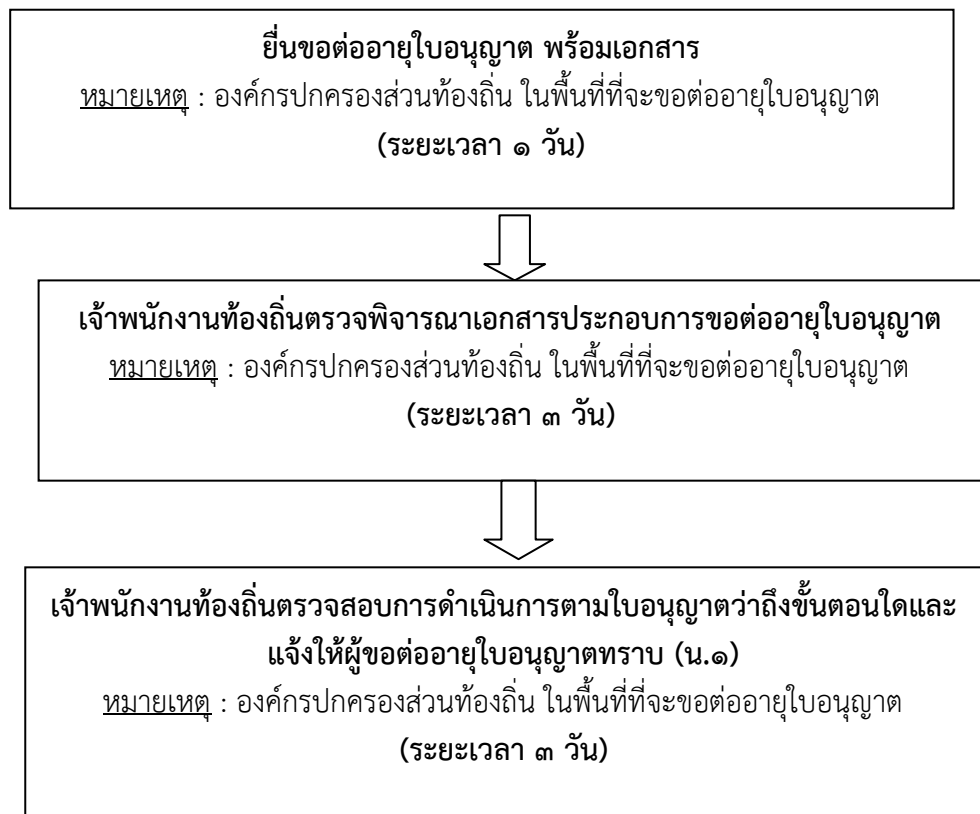 ยื่นขอต่ออายุใบอนุญาต พร้อมเอกสาร
หมายเหตุ : องค์กรปกครองส่วนท้องถิ่น ในพื้นที่ที่จะขอต่ออายุใบอนุญาต
(ระยะเวลา ๑ วัน)
เจ้าพนักงานท้องถิ่นตรวจพิจารณาเอกสารประกอบการขอต่ออายุใบอนุญาต
หมายเหตุ : องค์กรปกครองส่วนท้องถิ่น ในพื้นที่ที่จะขอต่ออายุใบอนุญาต
(ระยะเวลา ๓ วัน)
เจ้าพนักงานท้องถิ่นตรวจสอบการดำเนินการตามใบอนุญาตว่าถึงขั้นตอนใดและ
แจ้งให้ผู้ขอต่ออายุใบอนุญาตทราบ (น.๑)
หมายเหตุ : องค์กรปกครองส่วนท้องถิ่น ในพื้นที่ที่จะขอต่ออายุใบอนุญาต
(ระยะเวลา ๓ วัน)